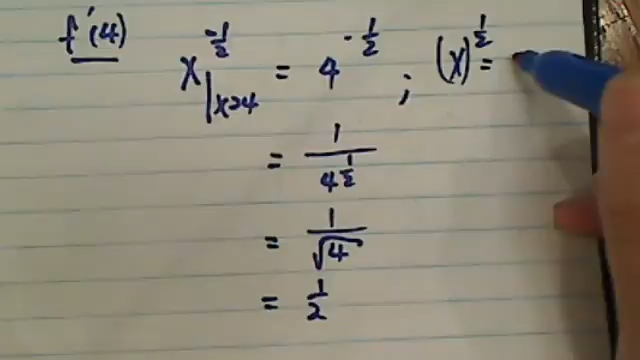 f'(4)
x^{-1/2} |_{x=4} = 4^{-1/2} ; (x)^{1/2} =
= 1/4^{1/2}
= 1/√4
= 1/2